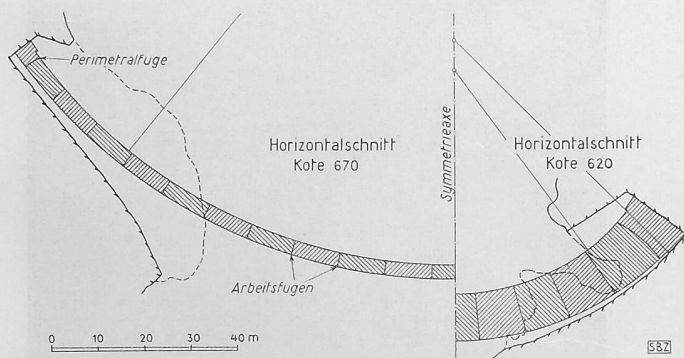 Perimetralfuge
Horizontalschnitt
Kote 670
Symmetrieaxe
Horizontalschnitt
Kote 620
Arbeitsfugen
0 10 20 30 40 m
SBZ